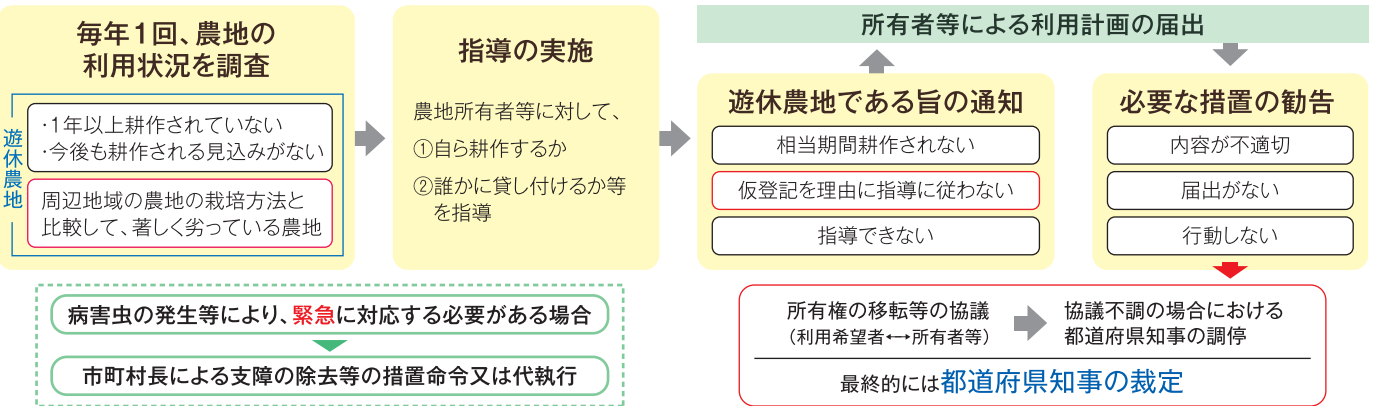 毎年1回、農地の
利用状況を調査
遊休農地
・1年以上耕作されていない
・今後も耕作される見込みがない
周辺地域の農地の栽培方法と
比較して、著しく劣っている農地
指導の実施
農地所有者等に対して、
①自ら耕作するか
②誰かに貸し付けるか等
を指導
所有者等による利用計画の届出
遊休農地である旨の通知
相当期間耕作されない
仮登記を理由に指導に従わない
指導できない
必要な措置の勧告
内容が不適切
届出がない
行動しない
病害虫の発生等により、緊急に対応する必要がある場合
市町村長による支障の除去等の措置命令又は代執行
所有権の移転等の協議
（利用希望者←→所有者等）
協議不調の場合における
都道府県知事の調停
最終的には都道府県知事の裁定